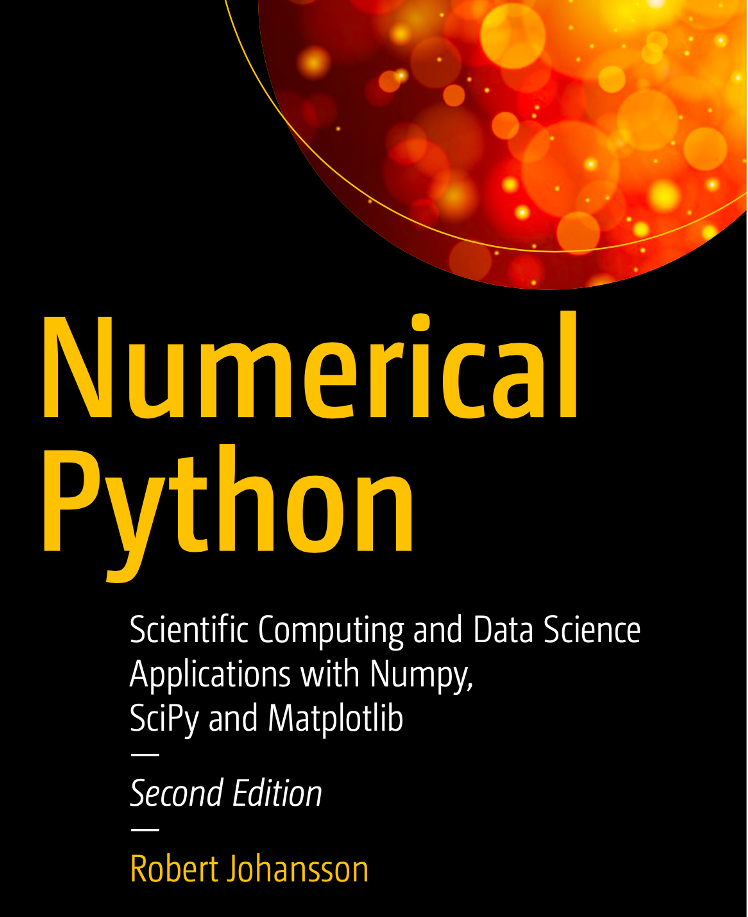 Numerical
Python
Scientific Computing and Data Science
Applications with Numpy,
SciPy and Matplotlib
—
Second Edition
—
Robert Johansson